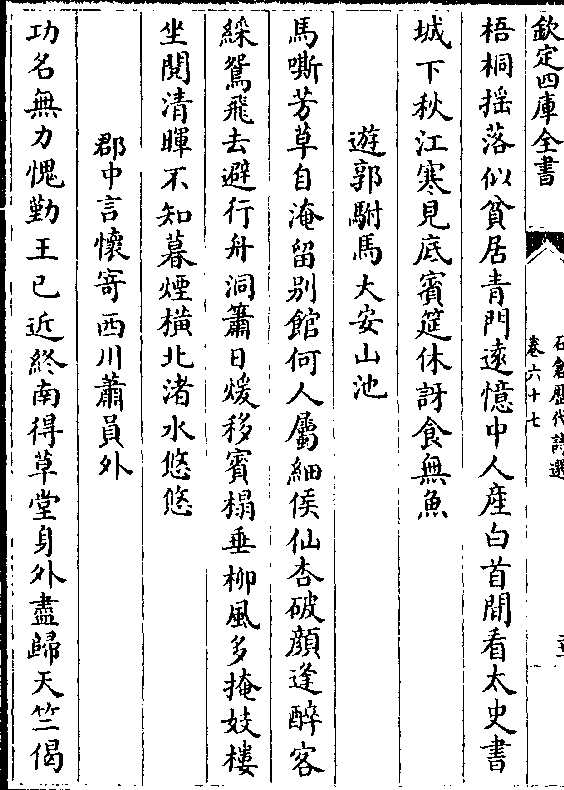 欽定四庫全書
石倉歷代詩選
卷六十七
梧桐揺落似貧居青門逺憶中人産白首閒看太史書
城下秋江寒見底賓筵休訝食無魚
遊郭駙馬大安山池
馬嘶芳草自淹留别館何人屬細侯仙杏破顔逢醉客
綵鴛飛去避行舟洞簫日煖移賓榻垂柳風多掩妓樓
坐閱清暉不知暮煙橫北渚水悠悠
郡中言懷寄西川蕭員外
功名無力愧勤王已近終南得草堂身外盡歸天竺偈